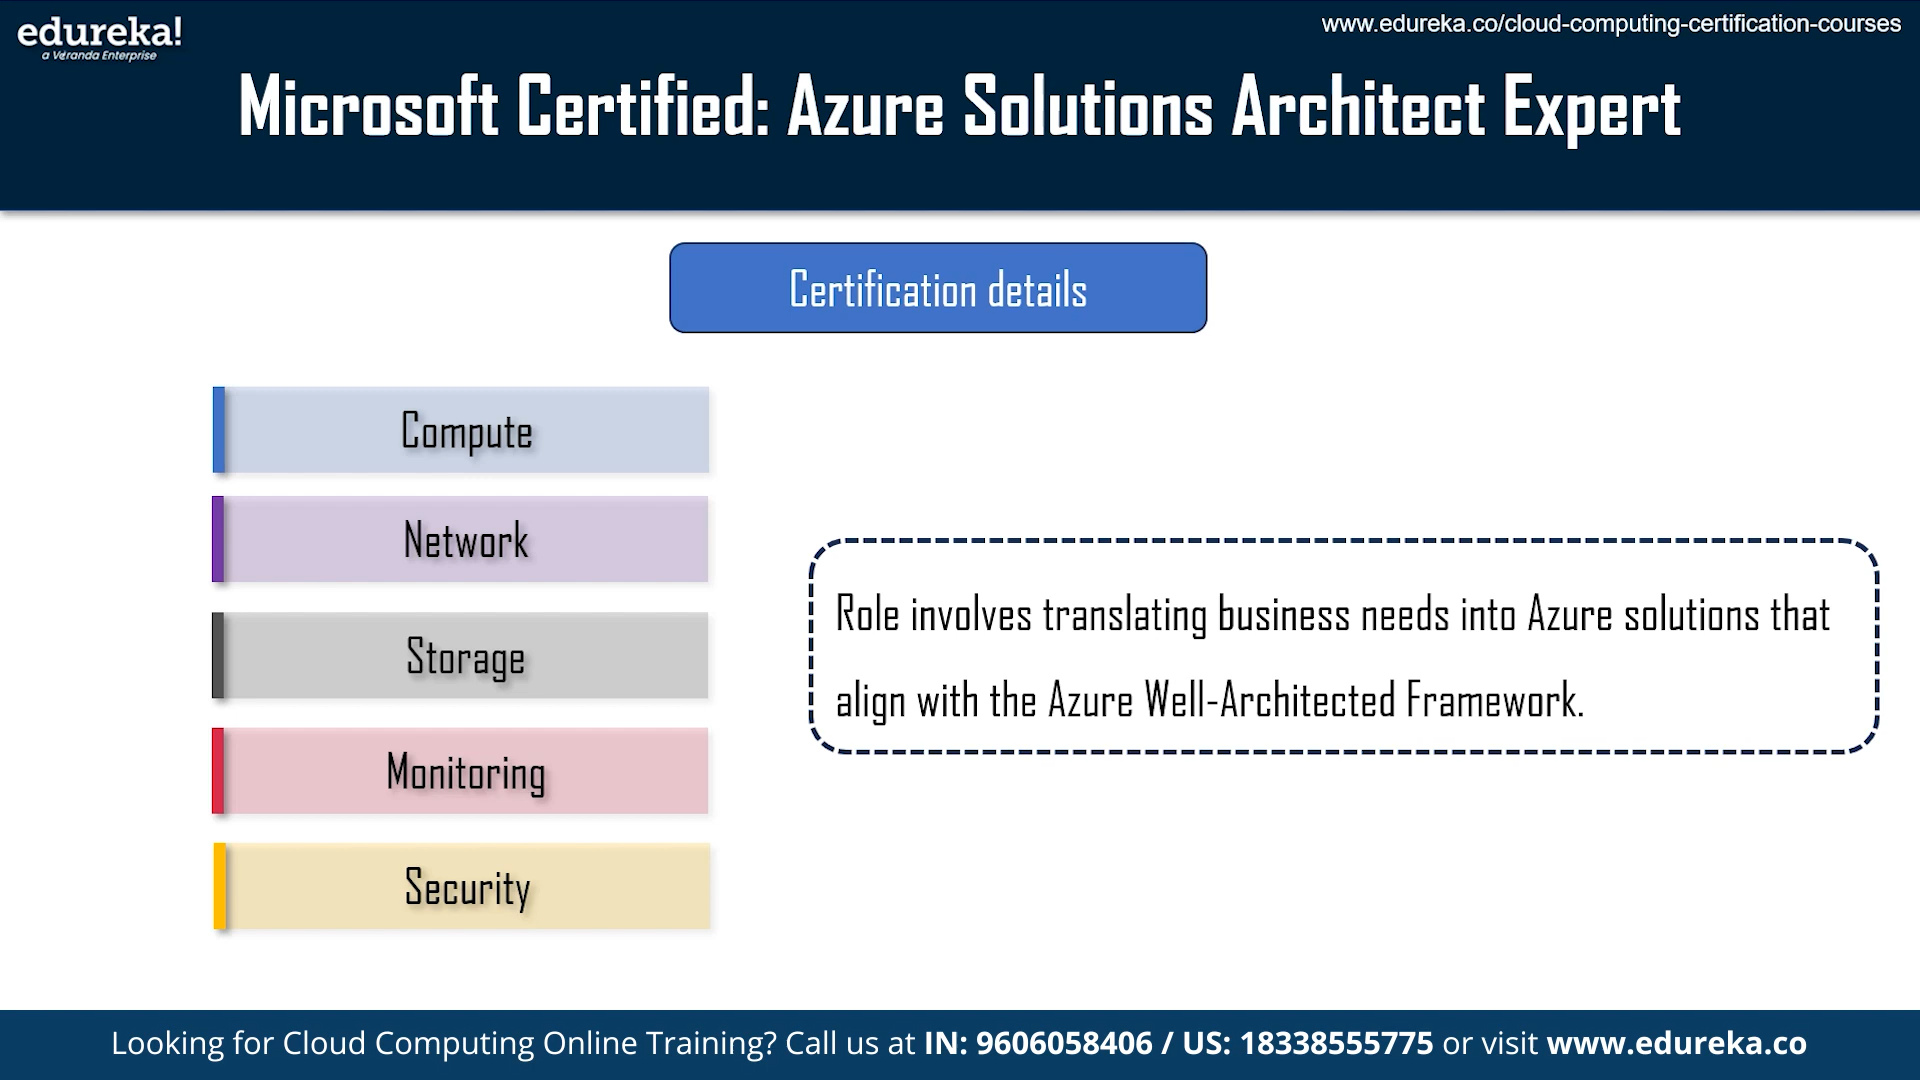 edureka!
a Veranda Enterprise
www.edureka.co/cloud-computing-certification-courses
Microsoft Certified: Azure Solutions Architect Expert
Certification details
Compute
Network
Storage
Monitoring
Security
Role involves translating business needs into Azure solutions that
align with the Azure Well-Architected Framework.
Looking for Cloud Computing Online Training? Call us at IN: 9606058406 / US: 18338555775 or visit www.edureka.co